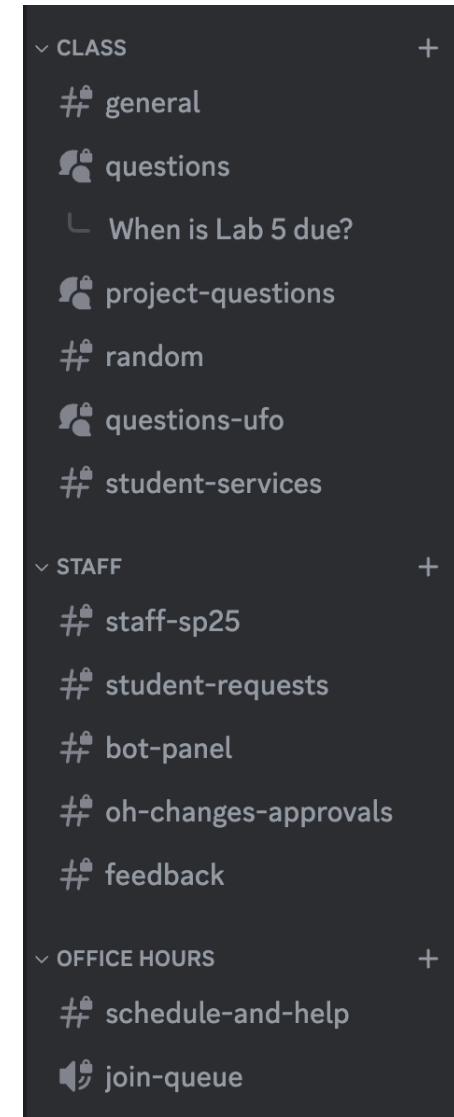 CLASS
general
questions
When is Lab 5 due?
project-questions
random
questions-ufo
student-services
STAFF
staff-sp25
student-requests
bot-panel
oh-changes-approvals
feedback
OFFICE HOURS
schedule-and-help
join-queue